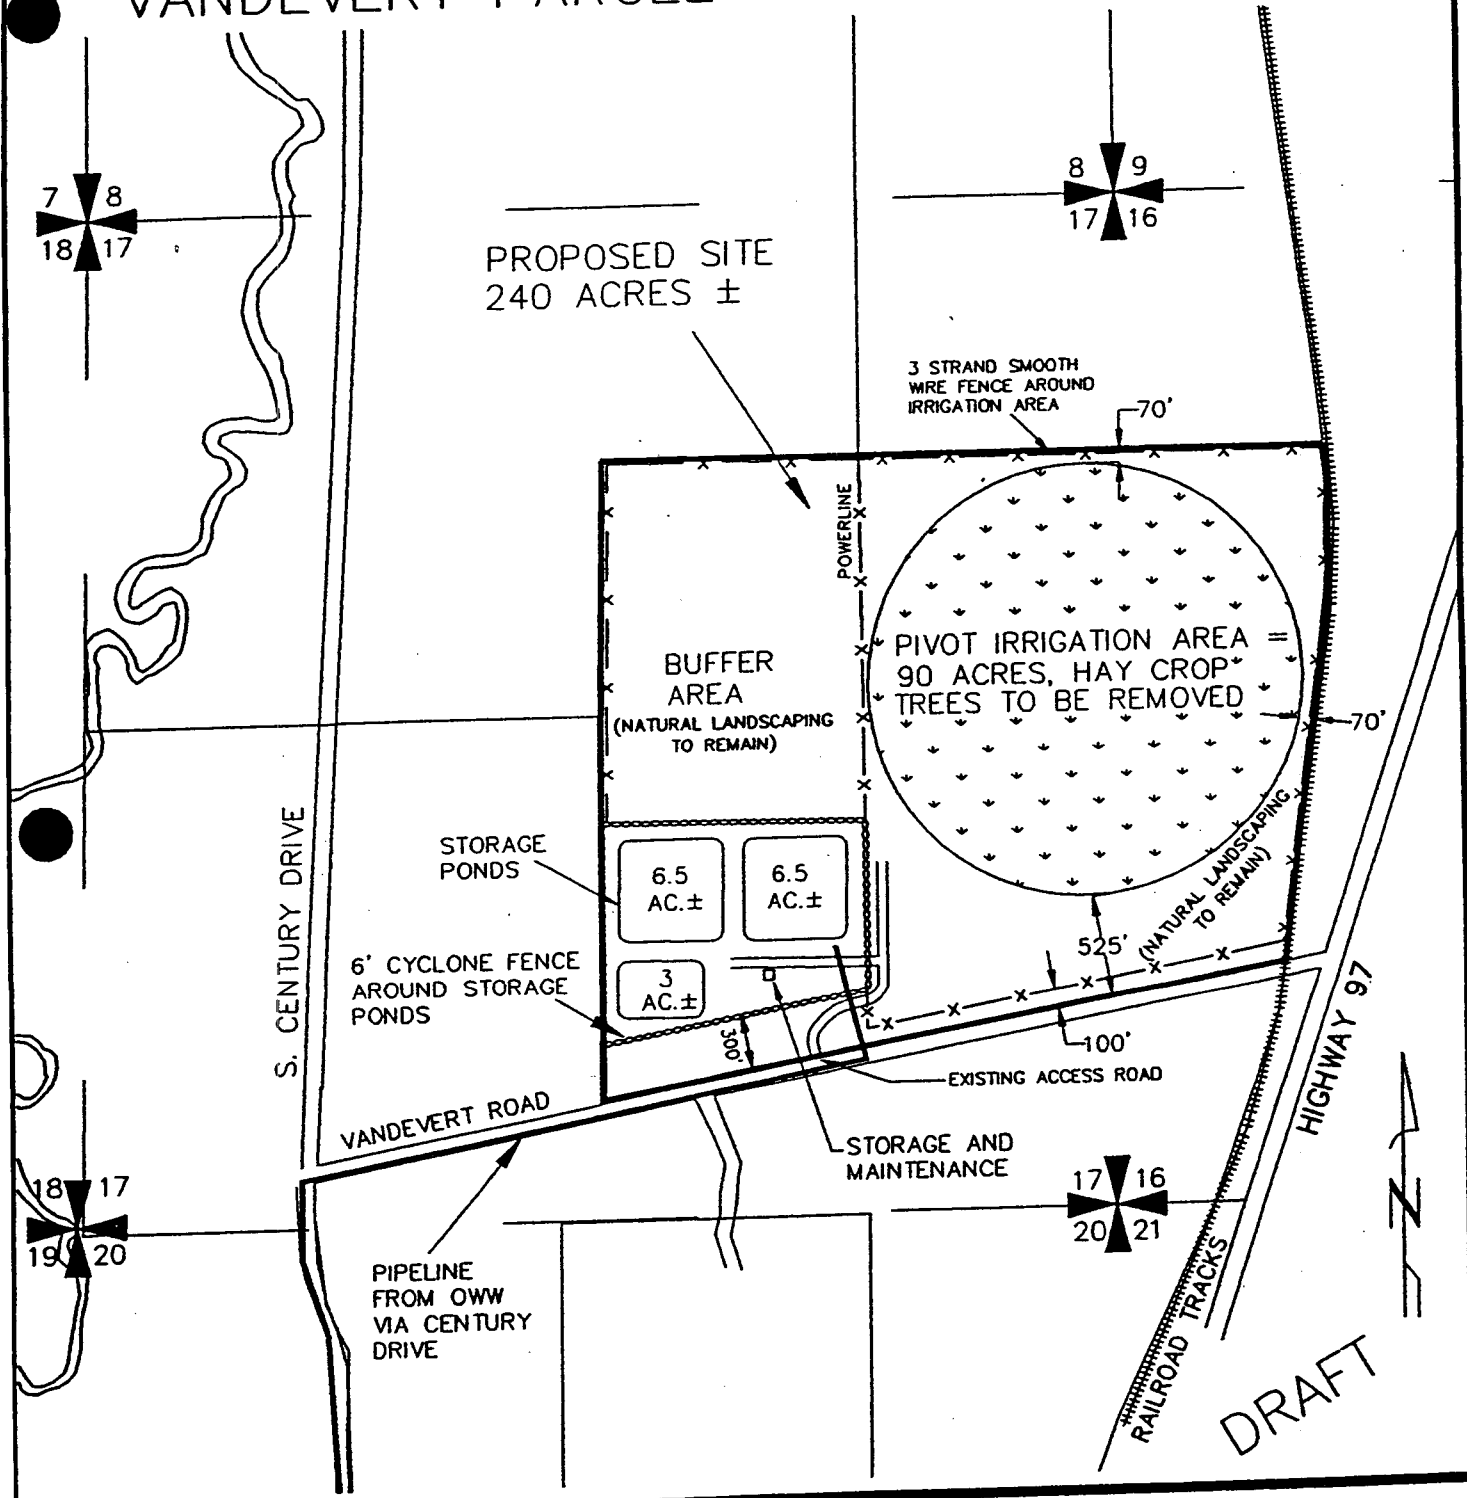 VANDEVERT PARCEL
7 8
18 17
8 9
17 16
PROPOSED SITE
240 ACRES ±
3 STRAND SMOOTH
WIRE FENCE AROUND
IRRIGATION AREA
70'
POWERLINE
PIVOT IRRIGATION AREA =
90 ACRES, HAY CROP
TREES TO BE REMOVED
BUFFER
AREA
(NATURAL LANDSCAPING
TO REMAIN)
70'
S. CENTURY DRIVE
STORAGE
PONDS
6.5
AC.±
6.5
AC.±
(NATURAL LANDSCAPING
TO REMAIN)
525'
6' CYCLONE FENCE
AROUND STORAGE
PONDS
3
AC.±
300'
100'
EXISTING ACCESS ROAD
HIGHWAY 97
VANDEVERT ROAD
STORAGE AND
MAINTENANCE
18 17
19 20
17 16
20 21
N
PIPELINE
FROM OWW
VIA CENTURY
DRIVE
RAILROAD TRACKS
DRAFT